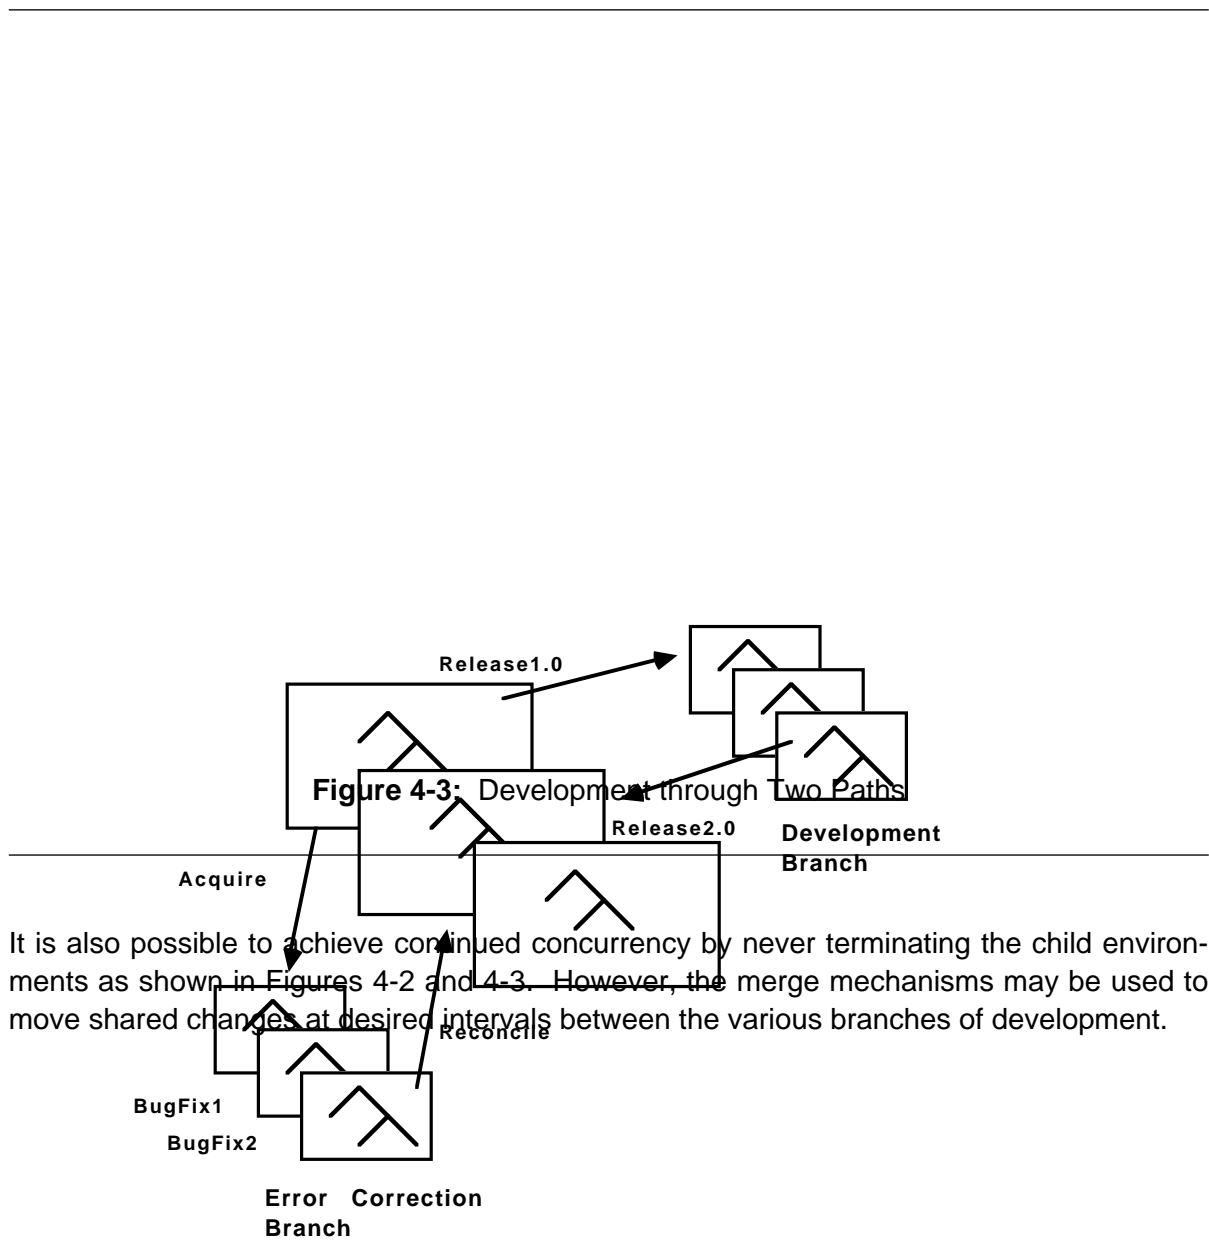 Release1.0
Figure 4-3: Development through Two Paths
Release2.0
Development
Branch
Acquire
It is also possible to achieve continued concurrency by never terminating the child environ-
ments as shown in Figures 4-2 and 4-3. However, the merge mechanisms may be used to
move shared changes at desired intervals between the various branches of development.
Reconcile
BugFix1
BugFix2
Error Correction
Branch